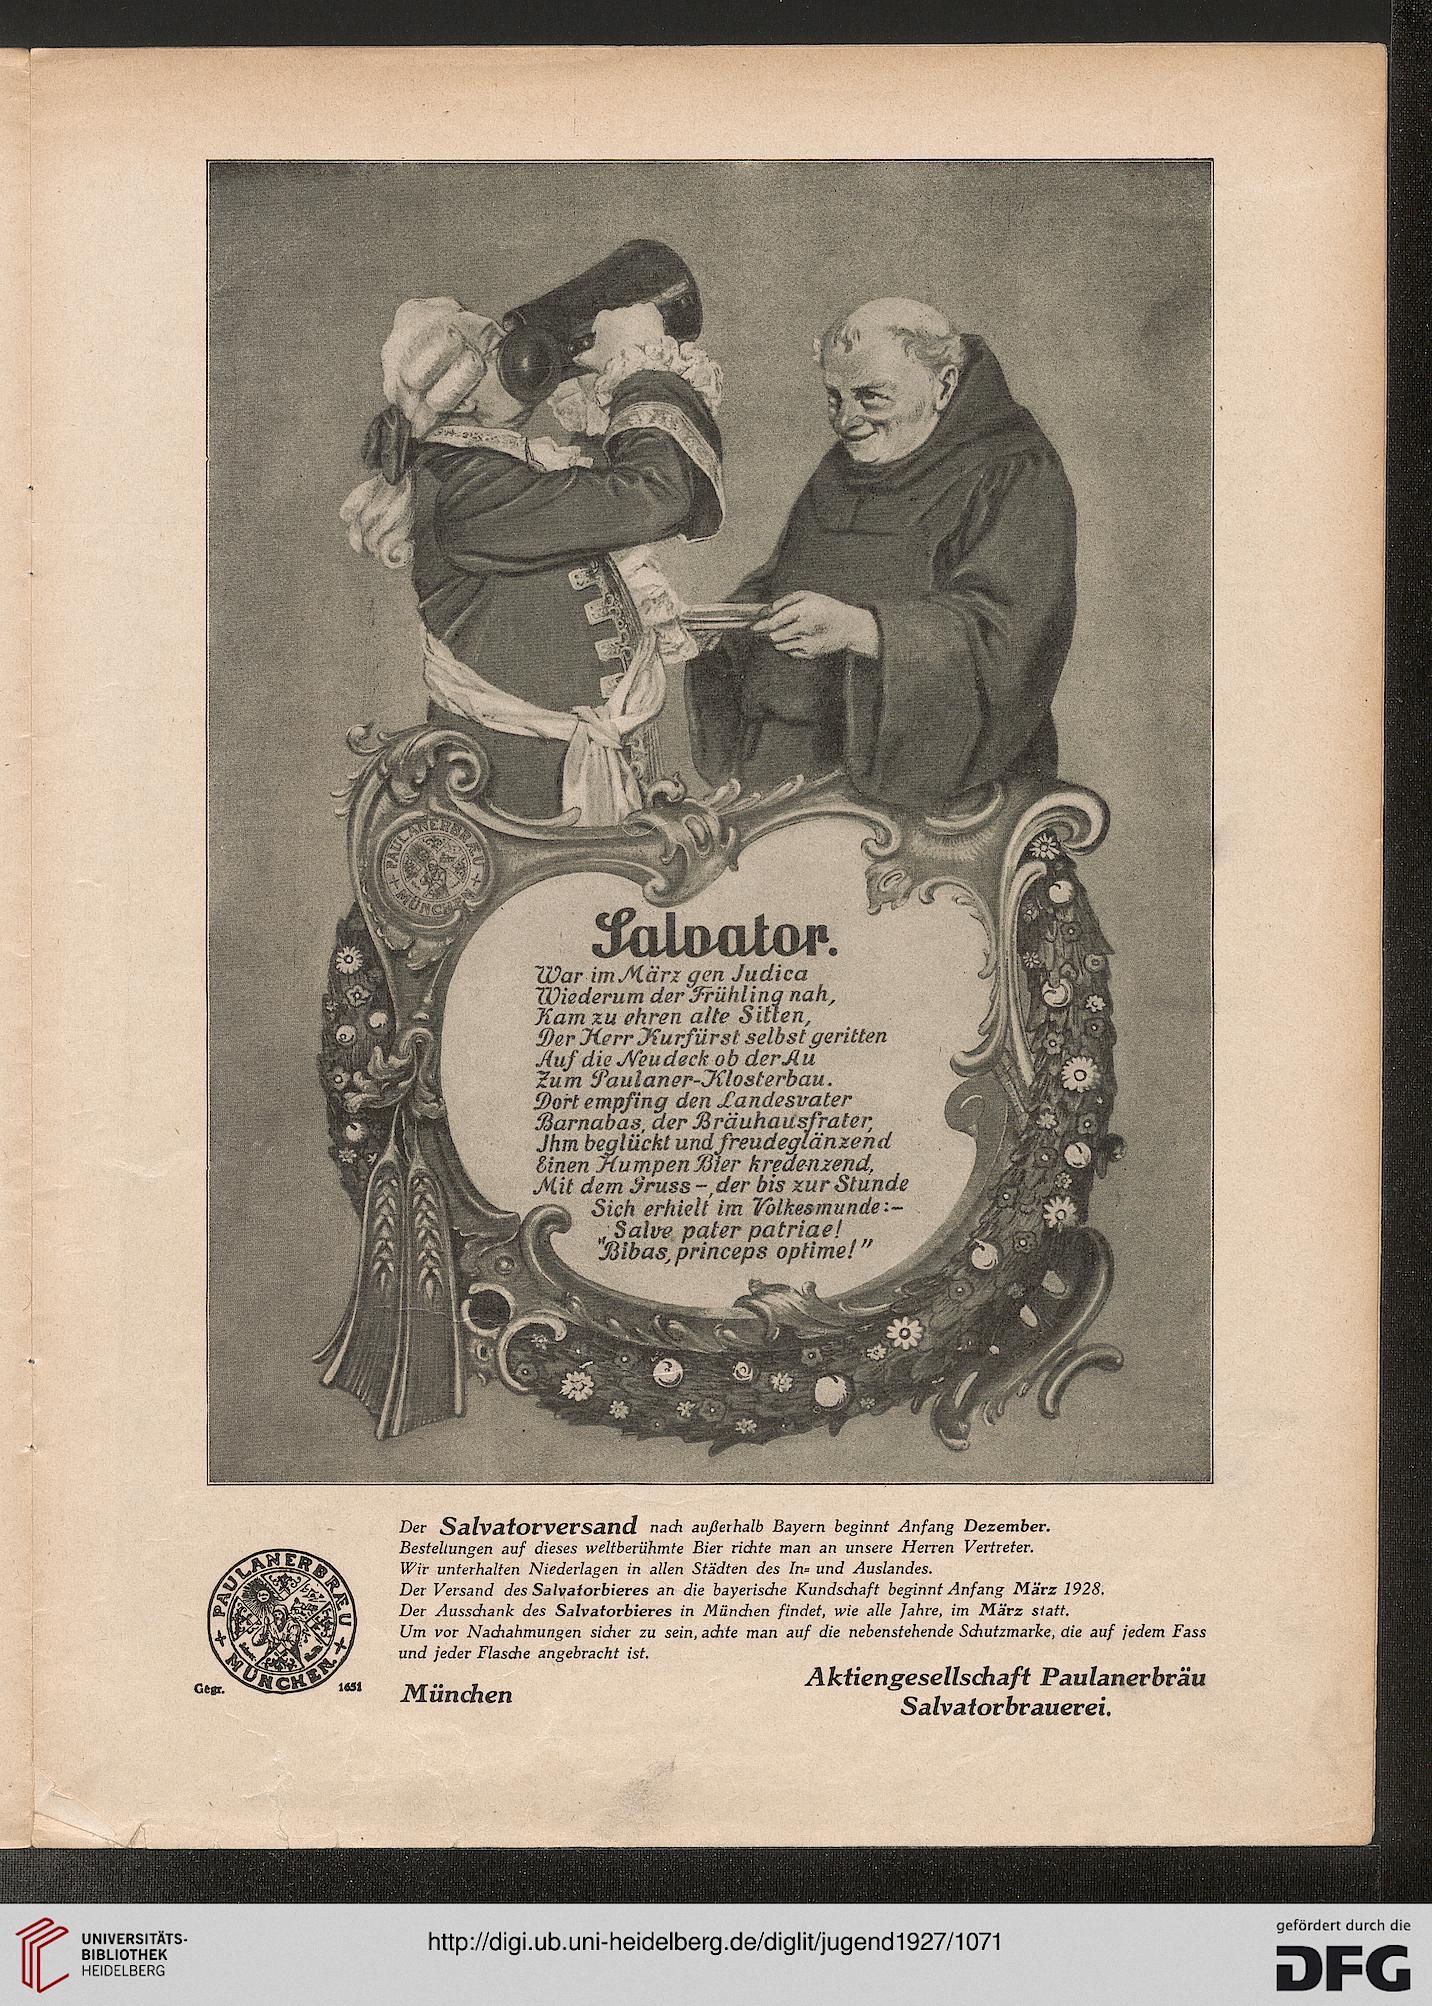 PAULANERBRÆU
MÜNCHEN
Salvator.
War im März gen Judica
Wiederum der Frühling nah,
Kam zu ehren alte Sitten,
Der Herr Kurfürst selbst geritten
Auf die Neudeck ob der Au
Zum Paulaner-Klosterbau.
Dort empfing den Landesvater
Barnabas, der Bräuhausfrater,
Ihm beglückt und freudeglänzend
Einen Humpen Bier kredenzend,
Mit dem Gruss -, der bis zur Stunde
Sich erhielt im Volkesmunde:-
„Salve pater patriae!
Bibas, princeps optime!"
Der Salvatorversand nach außerhalb Bayern beginnt Anfang Dezember.
Bestellungen auf dieses weltberühmte Bier richte man an unsere Herren Vertreter.
Wir unterhalten Niederlagen in allen Städten des In- und Auslandes.
Der Versand des Salvatorbieres an die bayerische Kundschaft beginnt Anfang März 1928.
Der Ausschank des Salvatorbieres in München findet, wie alle Jahre, im März statt.
Um vor Nachahmungen sicher zu sein, achte man auf die nebenstehende Schutzmarke, die auf jedem Fass
und jeder Flasche angebracht ist.
PAULANERBRÆU
MÜNCHEN
Gegr. 1651
München
Aktiengesellschaft Paulanerbräu
Salvatorbrauerei.
UNIVERSITÄTS-
BIBLIOTHEK
HEIDELBERG
http://digi.ub.uni-heidelberg.de/diglit/jugend1927/1071
gefördert durch die
DFG